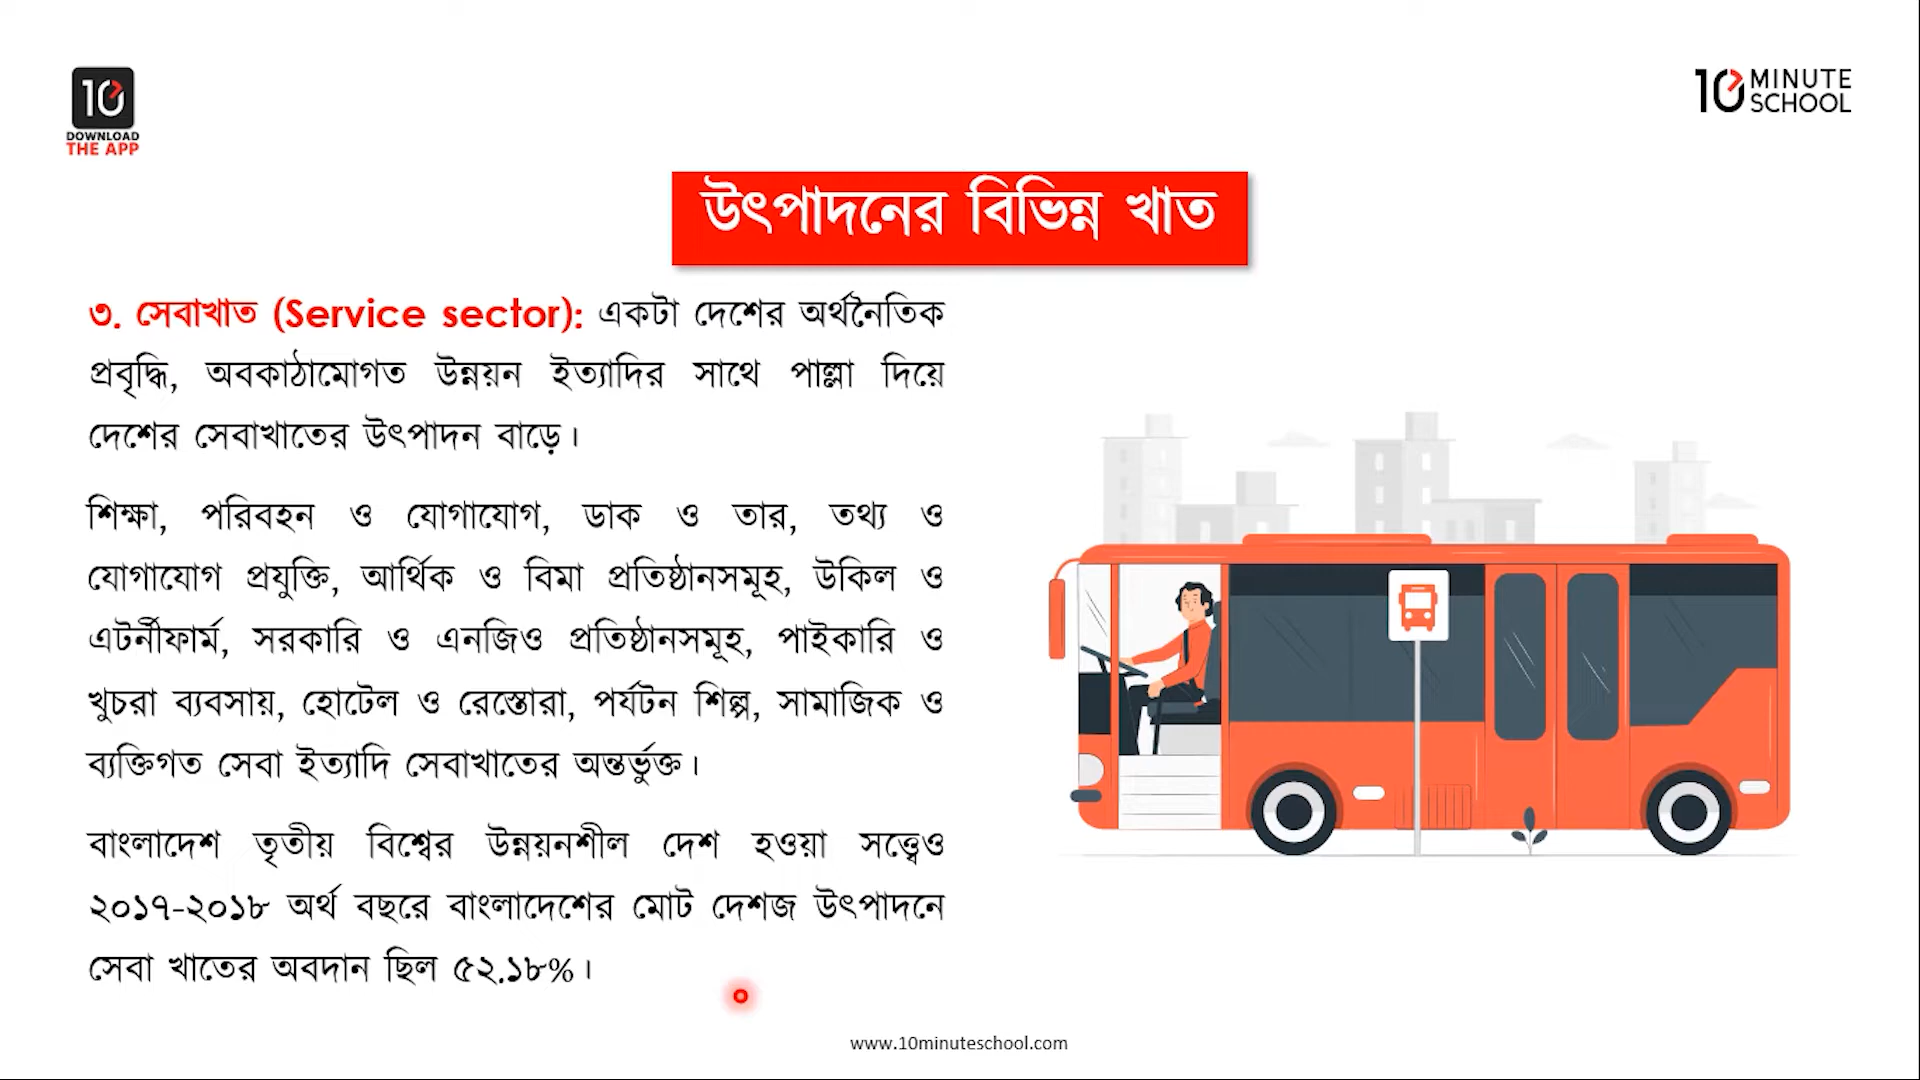 10
DOWNLOAD
THE APP
10 MINUTE
SCHOOL
উৎপাদনের বিভিন্ন খাত
৩. সেবাখাত (Service sector): একটা দেশের অর্থনৈতিক
প্রবৃদ্ধি, অবকাঠামোগত উন্নয়ন ইত্যাদির সাথে পাল্লা দিয়ে
দেশের সেবাখাতের উৎপাদন বাড়ে।
শিক্ষা, পরিবহন ও যোগাযোগ, ডাক ও তার, তথ্য ও
যোগাযোগ প্রযুক্তি, আর্থিক ও বিমা প্রতিষ্ঠানসমূহ, উকিল ও
এটর্নীফার্ম, সরকারি ও এনজিও প্রতিষ্ঠানসমূহ, পাইকারি ও
খুচরা ব্যবসায়, হোটেল ও রেস্তোরা, পর্যটন শিল্প, সামাজিক ও
ব্যক্তিগত সেবা ইত্যাদি সেবাখাতের অন্তর্ভুক্ত।
বাংলাদেশ তৃতীয় বিশ্বের উন্নয়নশীল দেশ হওয়া সত্ত্বেও
২০১৭-২০১৮ অর্থ বছরে বাংলাদেশের মোট দেশজ উৎপাদনে
সেবা খাতের অবদান ছিল ৫২.১৮%।
www.10minuteschool.com